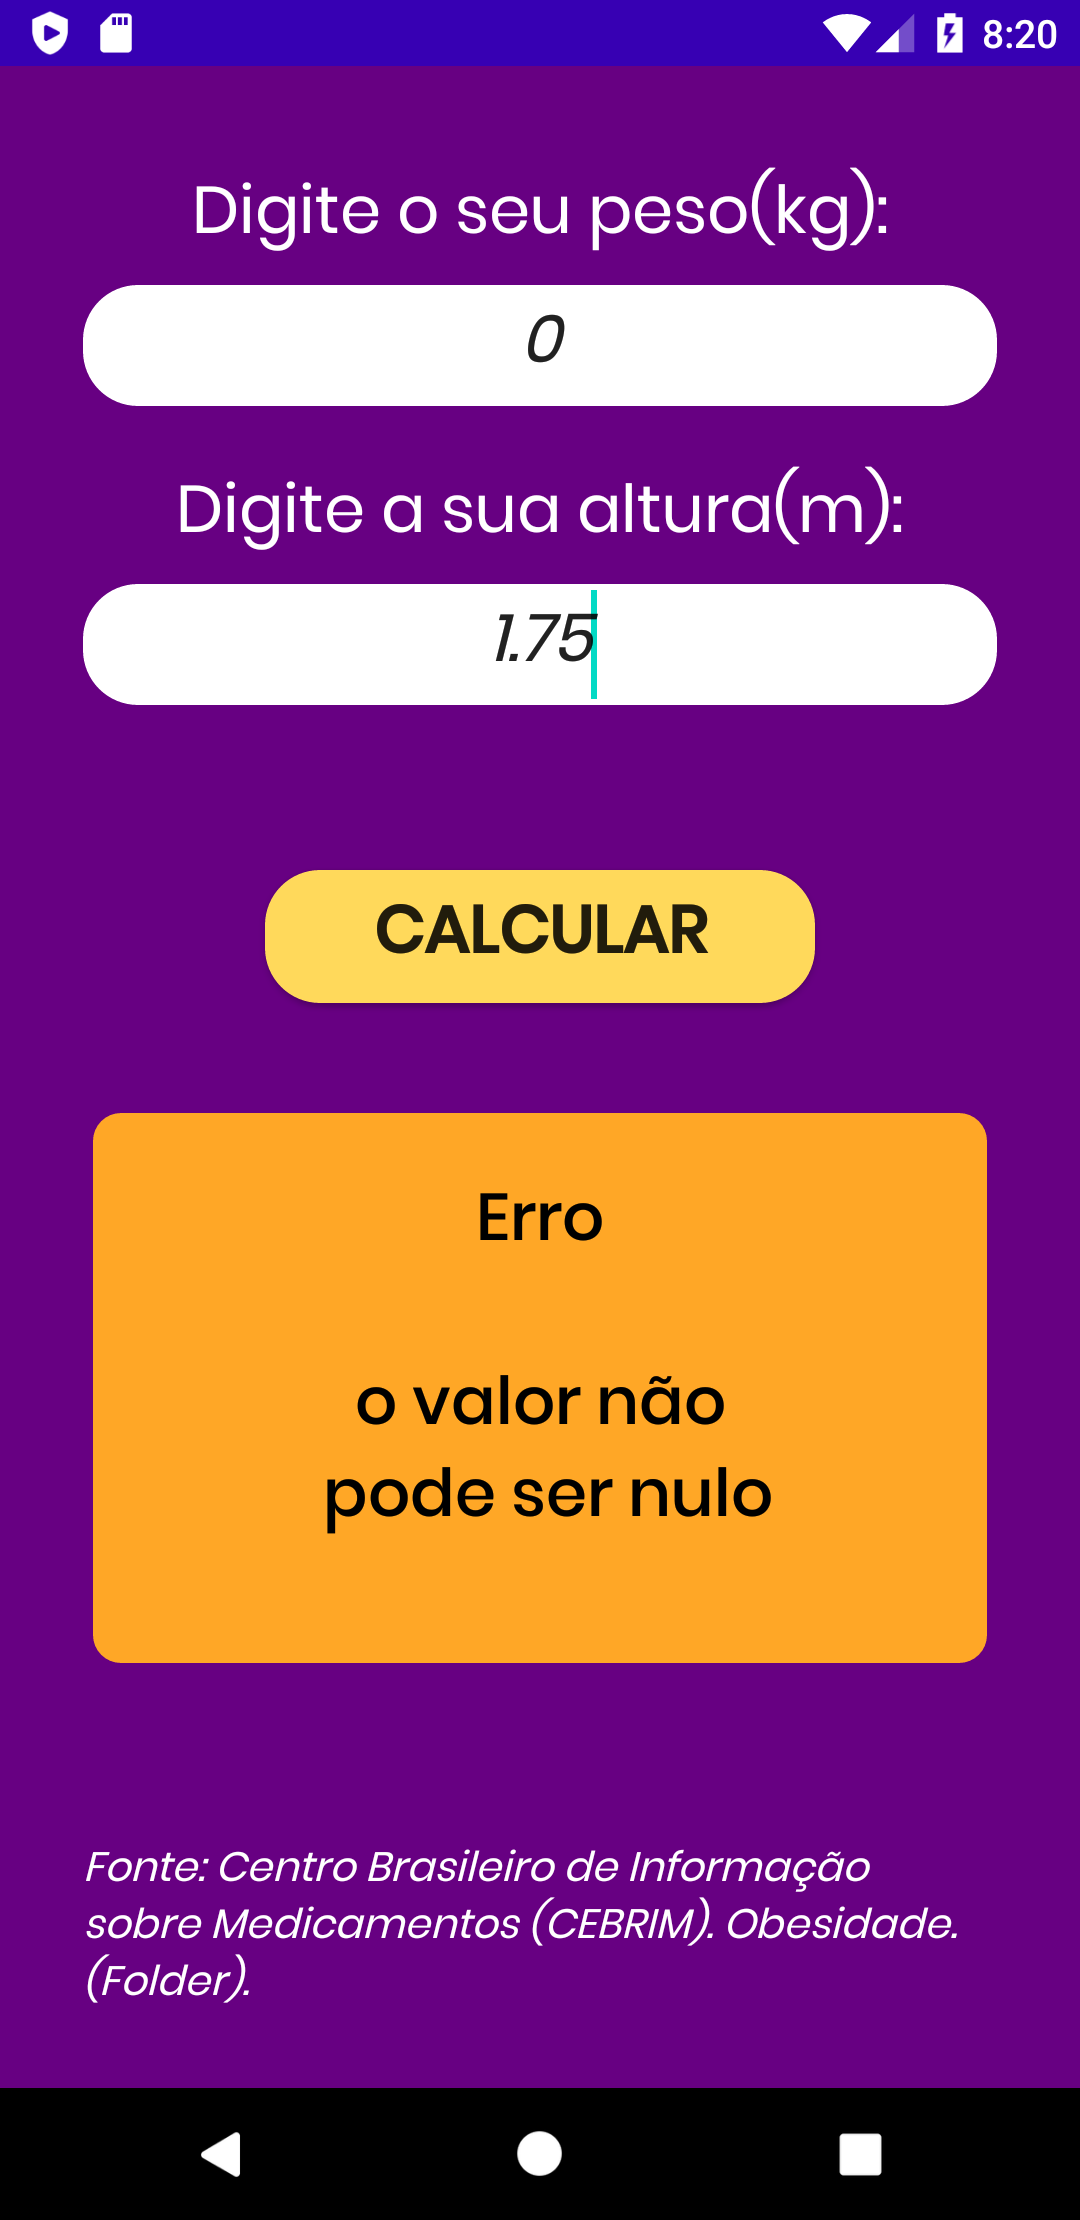 8:20
Digite o seu peso(kg):
0
Digite a sua altura(m):
1.75
CALCULAR
Erro
o valor não
pode ser nulo
Fonte: Centro Brasileiro de Informação
sobre Medicamentos (CEBRIM). Obesidade.
(Folder).